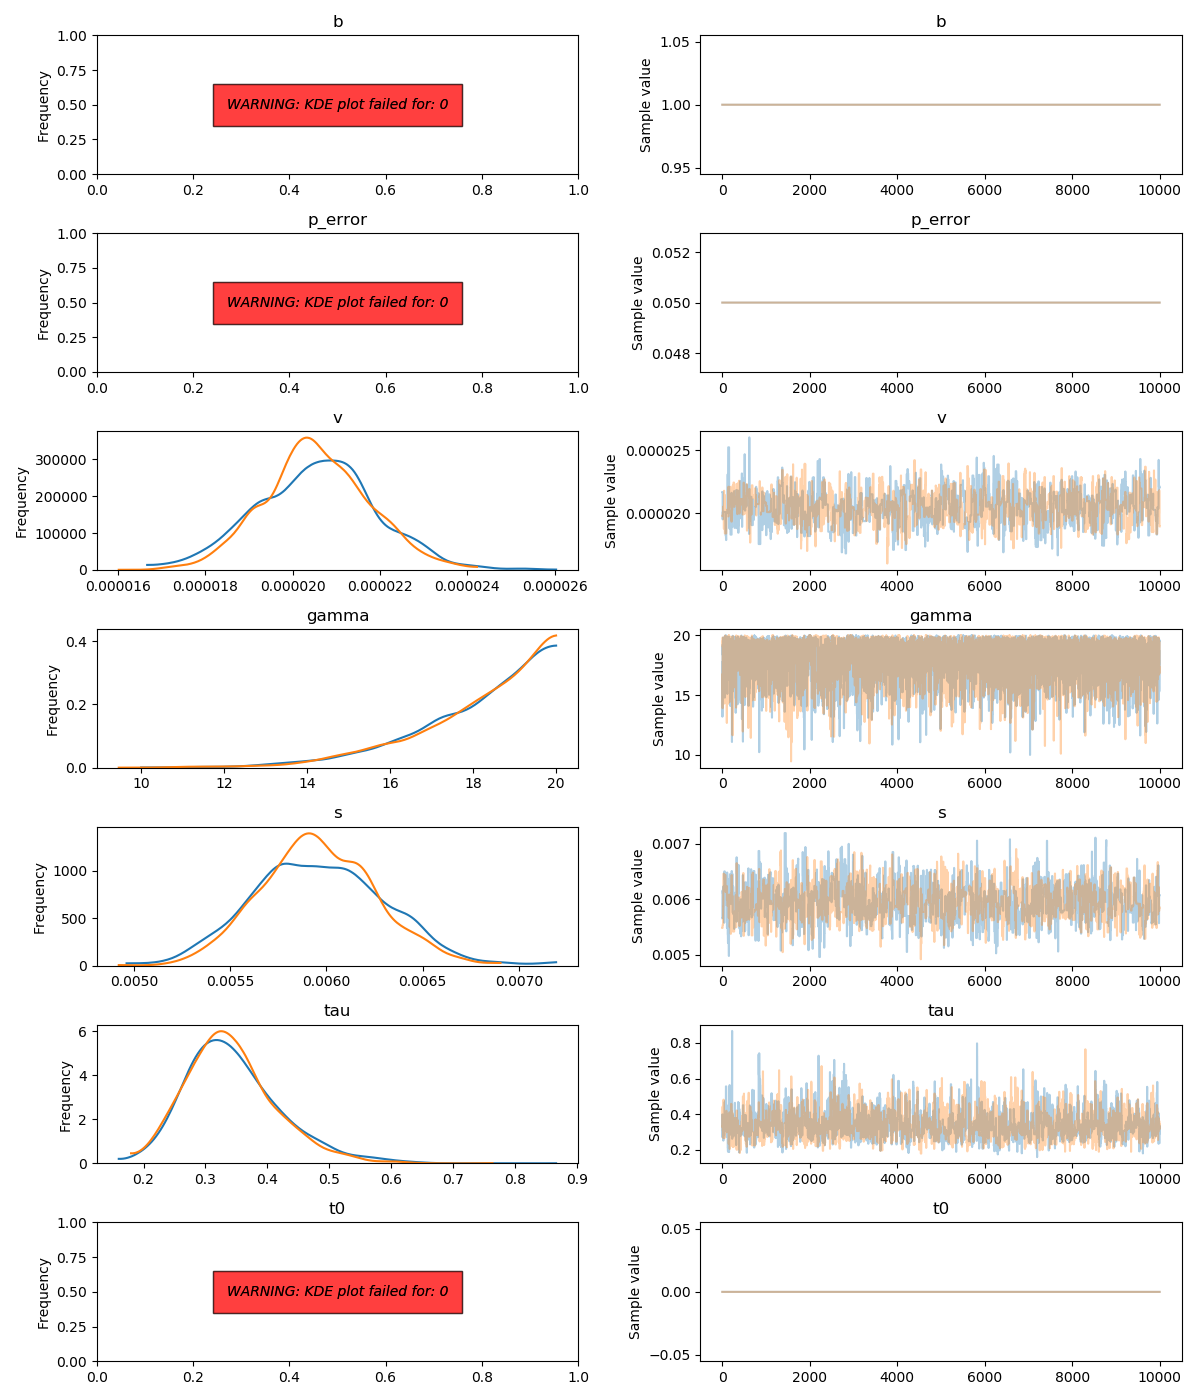 b
1.00
0.75
0.50
0.25
0.00
Frequency
WARNING: KDE plot failed for: 0
0.0 0.2 0.4 0.6 0.8 1.0
b
1.05
1.00
0.95
Sample value
0 2000 4000 6000 8000 10000
p_error
1.00
0.75
0.50
0.25
0.00
Frequency
WARNING: KDE plot failed for: 0
0.0 0.2 0.4 0.6 0.8 1.0
p_error
0.052
0.050
0.048
Sample value
0 2000 4000 6000 8000 10000
v
300000
200000
100000
0
Frequency
0.000016 0.000018 0.000020 0.000022 0.000024 0.000026
v
0.000025
0.000020
Sample value
0 2000 4000 6000 8000 10000
gamma
0.4
0.2
0.0
Frequency
10 12 14 16 18 20
gamma
20
15
10
Sample value
0 2000 4000 6000 8000 10000
s
1000
500
0
Frequency
0.0050 0.0055 0.0060 0.0065 0.0070
s
0.007
0.006
0.005
Sample value
0 2000 4000 6000 8000 10000
tau
6
4
2
0
Frequency
0.2 0.3 0.4 0.5 0.6 0.7 0.8 0.9
tau
0.8
0.6
0.4
0.2
Sample value
0 2000 4000 6000 8000 10000
t0
1.00
0.75
0.50
0.25
0.00
Frequency
WARNING: KDE plot failed for: 0
0.0 0.2 0.4 0.6 0.8 1.0
t0
0.05
0.00
−0.05
Sample value
0 2000 4000 6000 8000 10000